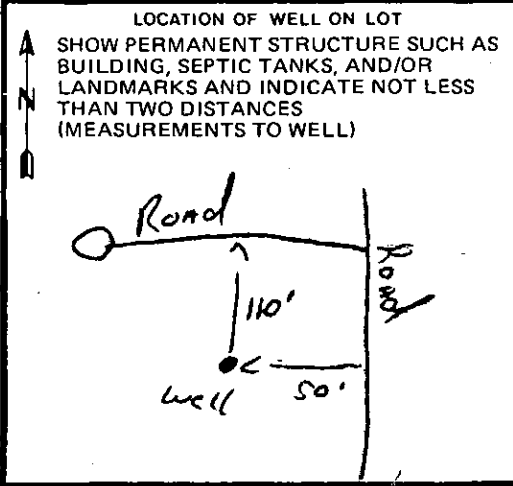 LOCATION OF WELL ON LOT
SHOW PERMANENT STRUCTURE SUCH AS
BUILDING, SEPTIC TANKS, AND/OR
LANDMARKS AND INDICATE NOT LESS
THAN TWO DISTANCES
(MEASUREMENTS TO WELL)
N
Road
Road
110'
50'
well